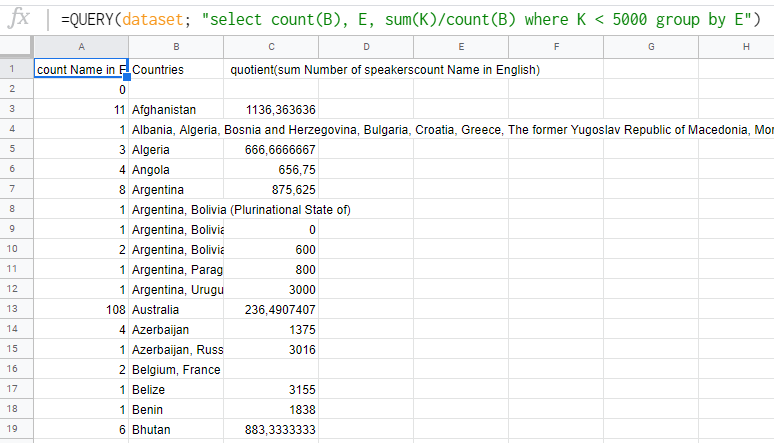 fx =QUERY(dataset; "select count(B), E, sum(K)/count(B) where K < 5000 group by E")
A B C D E F G H
1 count Name in E Countries quotient(sum Number of speakerscount Name in English)
2 0
3 11 Afghanistan 1136,363636
4 1 Albania, Algeria, Bosnia and Herzegovina, Bulgaria, Croatia, Greece, The former Yugoslav Republic of Macedonia, Mor
5 3 Algeria 666,6666667
6 4 Angola 656,75
7 8 Argentina 875,625
8 1 Argentina, Bolivia (Plurinational State of)
9 1 Argentina, Bolivia 0
10 2 Argentina, Bolivia 600
11 1 Argentina, Parag 800
12 1 Argentina, Urugu 3000
13 108 Australia 236,4907407
14 4 Azerbaijan 1375
15 1 Azerbaijan, Russ 3016
16 2 Belgium, France
17 1 Belize 3155
18 1 Benin 1838
19 6 Bhutan 883,3333333